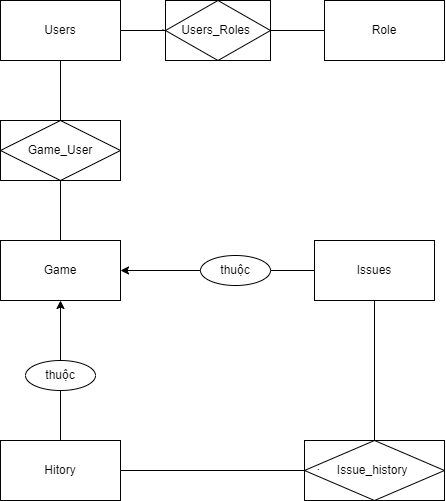 Users
Users_Roles
Role
Game_User
Game
thuộc
Issues
thuộc
Hitory
Issue_history